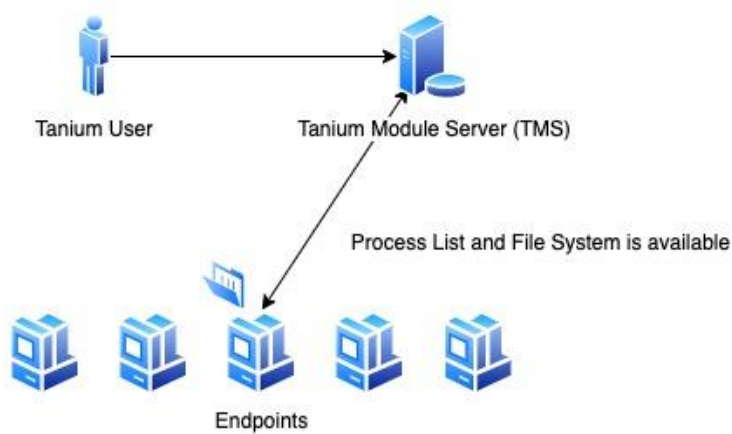 Tanium User
Tanium Module Server (TMS)
Process List and File System is available
Endpoints